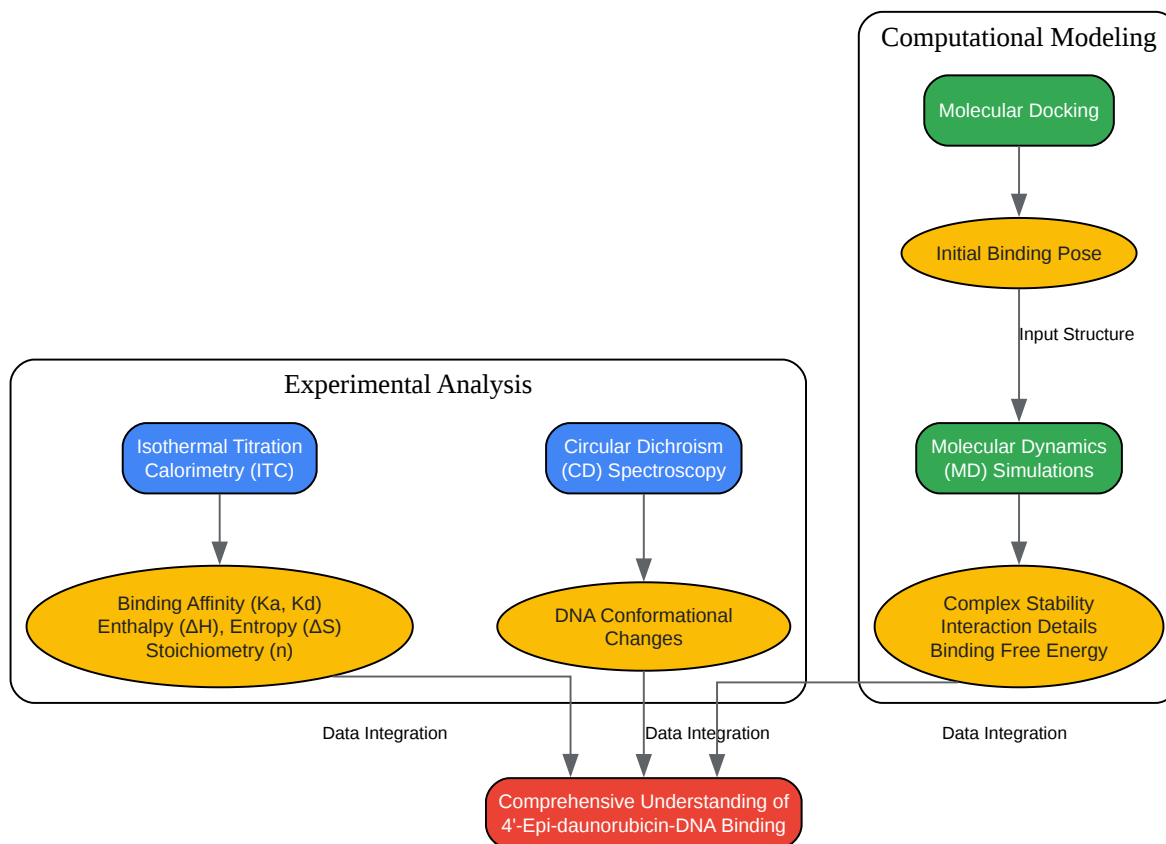 Computational Modeling
Molecular Docking
Initial Binding Pose
Input Structure
Experimental Analysis
Isothermal Titration
Calorimetry (ITC)
Circular Dichroism
(CD) Spectroscopy
Molecular Dynamics
(MD) Simulations
Binding Affinity (Ka, Kd)
Enthalpy (ΔH), Entropy (ΔS)
Stoichiometry (n)
DNA Conformational
Changes
Complex Stability
Interaction Details
Binding Free Energy
Data Integration
Data Integration
Data Integration
Comprehensive Understanding of
4'-Epi-daunorubicin-DNA Binding